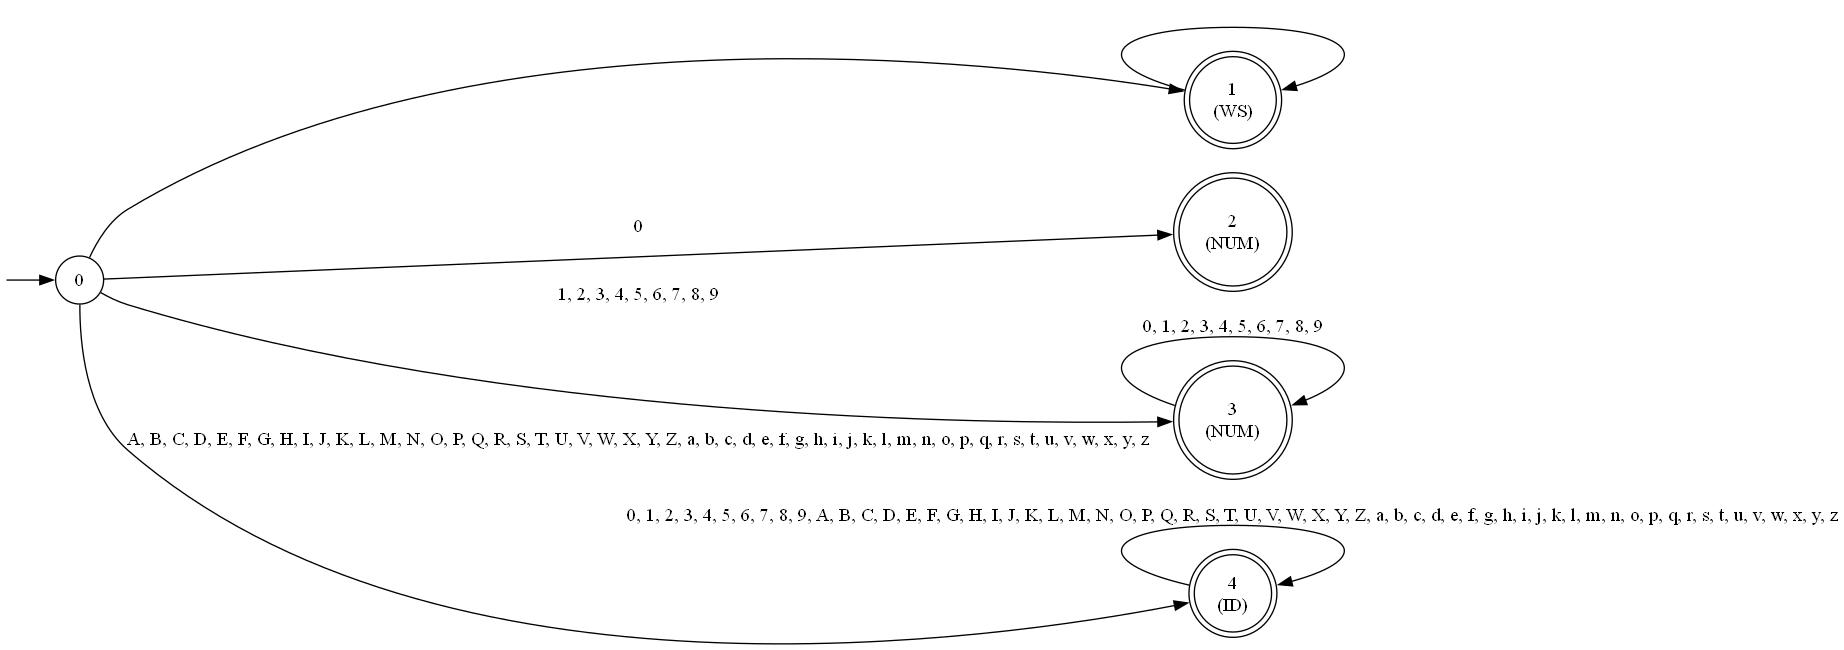 1
(WS)
0
2
(NUM)
0
1, 2, 3, 4, 5, 6, 7, 8, 9
0, 1, 2, 3, 4, 5, 6, 7, 8, 9
3
(NUM)
A, B, C, D, E, F, G, H, I, J, K, L, M, N, O, P, Q, R, S, T, U, V, W, X, Y, Z, a, b, c, d, e, f, g, h, i, j, k, l, m, n, o, p, q, r, s, t, u, v, w, x, y, z
0, 1, 2, 3, 4, 5, 6, 7, 8, 9, A, B, C, D, E, F, G, H, I, J, K, L, M, N, O, P, Q, R, S, T, U, V, W, X, Y, Z, a, b, c, d, e, f, g, h, i, j, k, l, m, n, o, p, q, r, s, t, u, v, w, x, y, z
4
(ID)